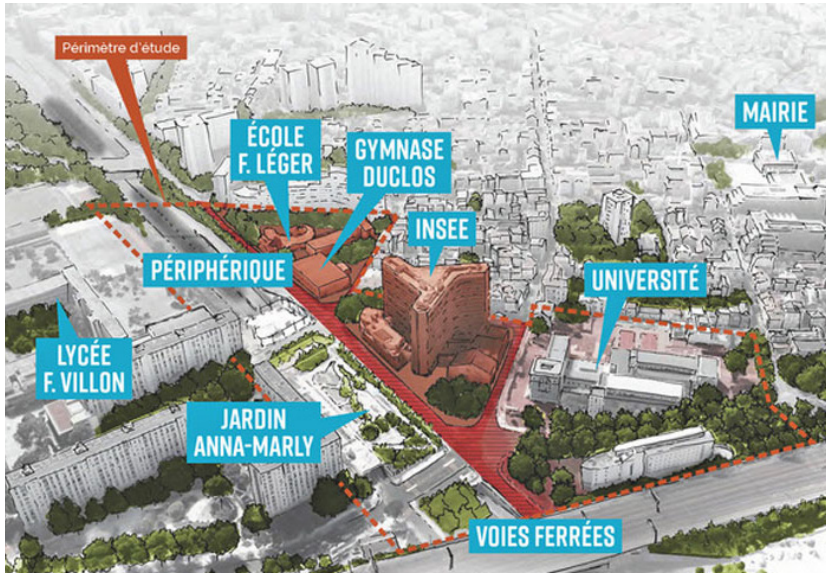 Périmètre d'étude
ÉCOLE
F. LÉGER
GYMNASE
DUCLOS
MAIRIE
INSEE
PÉRIPHÉRIQUE
UNIVERSITÉ
LYCÉE
F. VILLON
JARDIN
ANNA-MARLY
VOIES FERRÉES